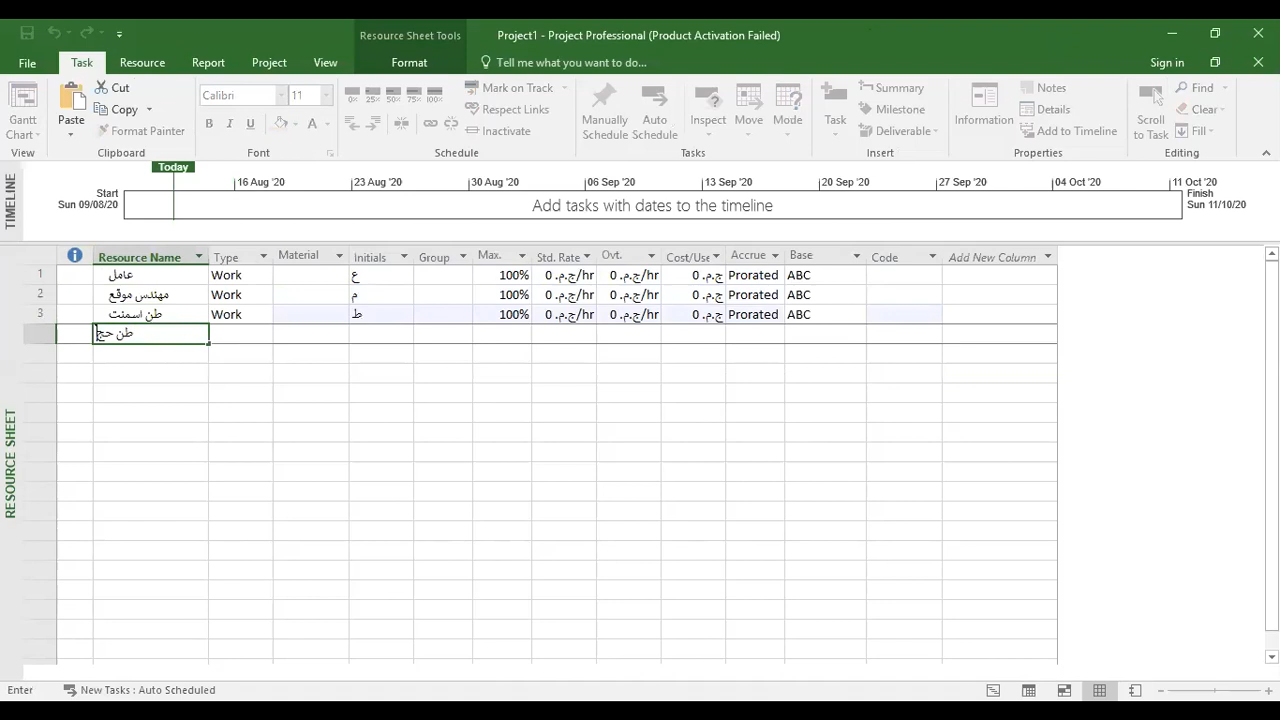 Resource Sheet Tools
Project1 - Project Professional (Product Activation Failed)
File Task Resource Report Project View Format Tell me what you want to do... Sign in
Gantt Chart
View
Paste
Cut
Copy
Format Painter
Clipboard
Calibri 11
B I U A
Font
0% 25% 50% 75% 100%
Mark on Track
Respect Links
Inactivate
Schedule
Manually Schedule
Auto Schedule
Inspect
Move
Mode
Tasks
Task
Summary
Milestone
Deliverable
Insert
Information
Notes
Details
Add to Timeline
Properties
Scroll to Task
Find
Clear
Fill
Editing
TIMELINE
Today
16 Aug '20 23 Aug '20 30 Aug '20 06 Sep '20 13 Sep '20 20 Sep '20 27 Sep '20 04 Oct '20 11 Oct '20
Start
Sun 09/08/20
Add tasks with dates to the timeline
Finish
Sun 11/10/20
RESOURCE SHEET
Resource Name Type Material Initials Group Max. Std. Rate Ovt. Cost/Use Accrue Base Code Add New Column
1 عامل Work ع 100% ج.م.‏ 0/hr ج.م.‏ 0/hr ج.م.‏ 0 Prorated ABC
2 مهندس موقع Work م 100% ج.م.‏ 0/hr ج.م.‏ 0/hr ج.م.‏ 0 Prorated ABC
3 طن اسمنت Work ط 100% ج.م.‏ 0/hr ج.م.‏ 0/hr ج.م.‏ 0 Prorated ABC
طن حج
Enter New Tasks : Auto Scheduled